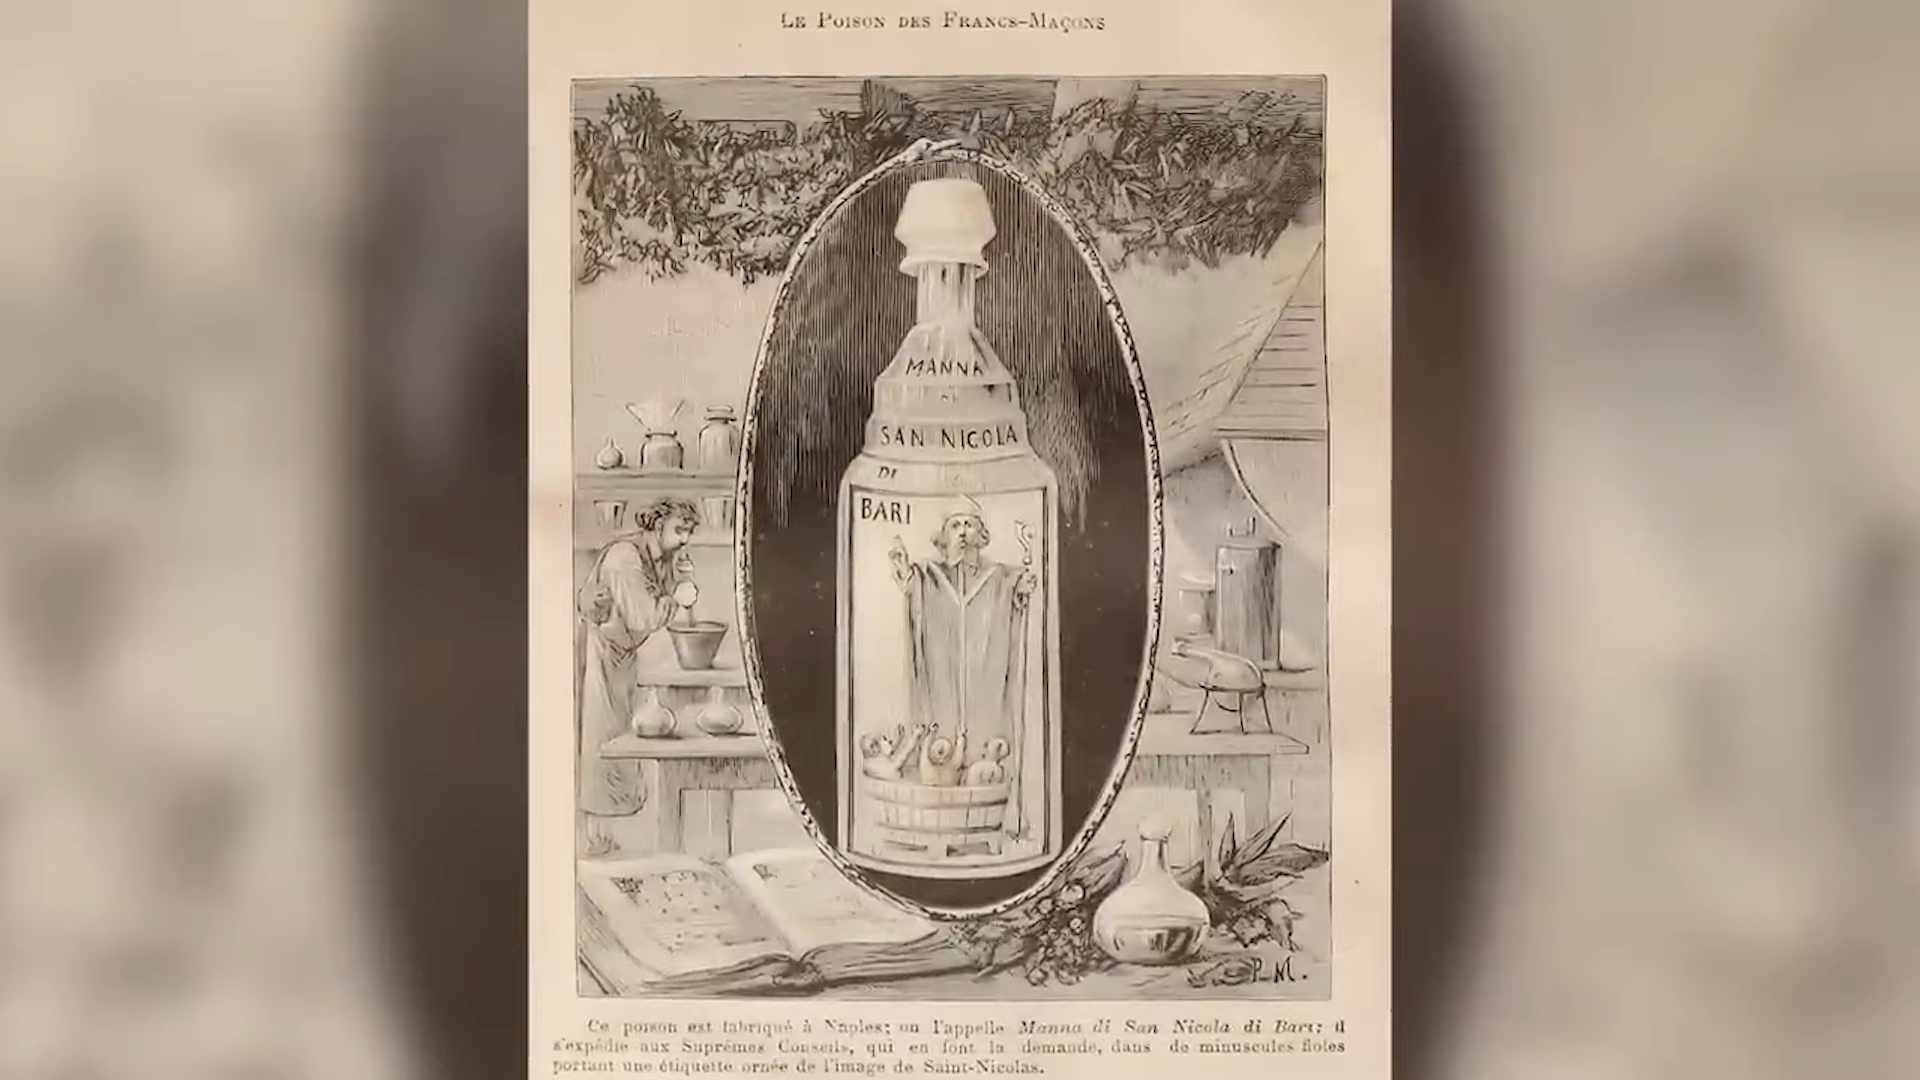 Le Poison des Francs-Maçons
MANNA
SAN NICOLA
DI
BARI
P. M.
Ce poison est fabriqué à Naples; on l'appelle Manna di San Nicola di Bari; il
s'expédie aux Suprêmes Conseils, qui en font la demande, dans de minuscules fioles
portant une étiquette ornée de l'image de Saint-Nicolas.